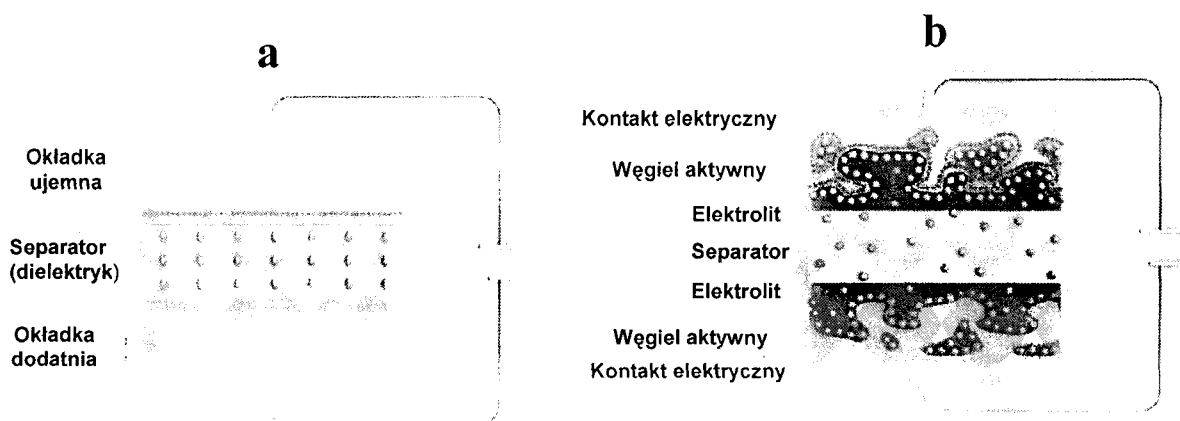 a
Okładka
ujemna
Separator
(dielektryk)
Okładka
dodatnia
b
Kontakt elektryczny
Węgiel aktywny
Elektrolit
Separator
Elektrolit
Węgiel aktywny
Kontakt elektryczny